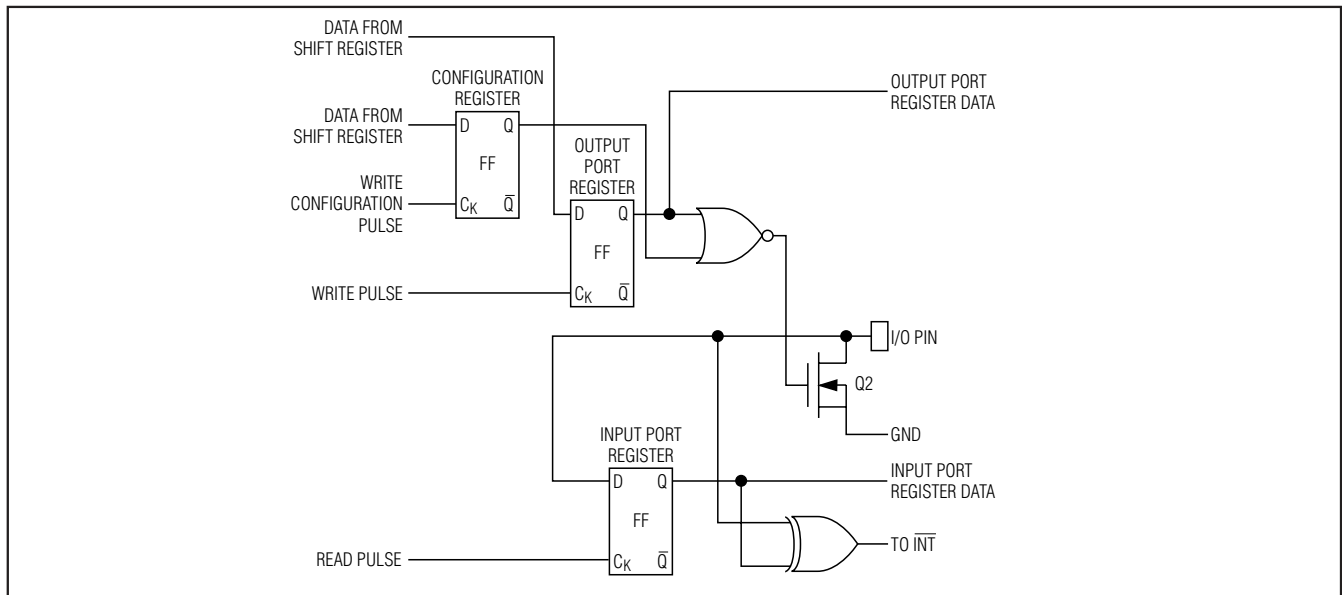 DATA FROM
SHIFT REGISTER
CONFIGURATION
REGISTER
OUTPUT PORT
REGISTER DATA
DATA FROM
SHIFT REGISTER
D Q
FF
CK Q̅
OUTPUT
PORT
REGISTER
WRITE
CONFIGURATION
PULSE
D Q
FF
CK Q̅
WRITE PULSE
I/O PIN
Q2
GND
INPUT PORT
REGISTER
INPUT PORT
REGISTER DATA
D Q
FF
CK Q̅
TO I̅N̅T̅
READ PULSE